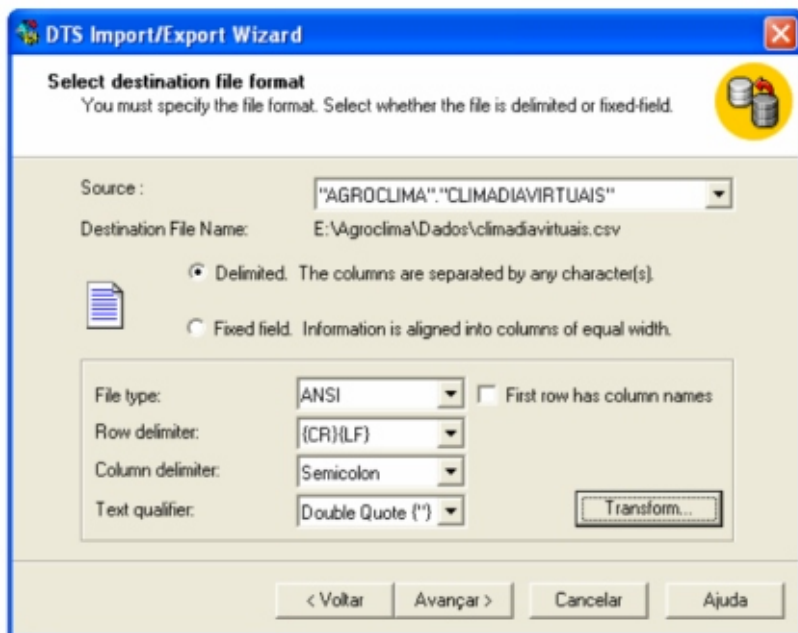 DTS Import/Export Wizard
Select destination file format
You must specify the file format. Select whether the file is delimited or fixed-field.
Source : "AGROCLIMA"."CLIMADIAVIRTUAIS"
Destination File Name: E:\Agroclima\Dados\climadiavirtuais.csv
Delimited. The columns are separated by any character(s).
Fixed field. Information is aligned into columns of equal width.
File type: ANSI First row has column names
Row delimiter: {CR}{LF}
Column delimiter: Semicolon
Text qualifier: Double Quote {"} Transform...
< Voltar Avançar > Cancelar Ajuda